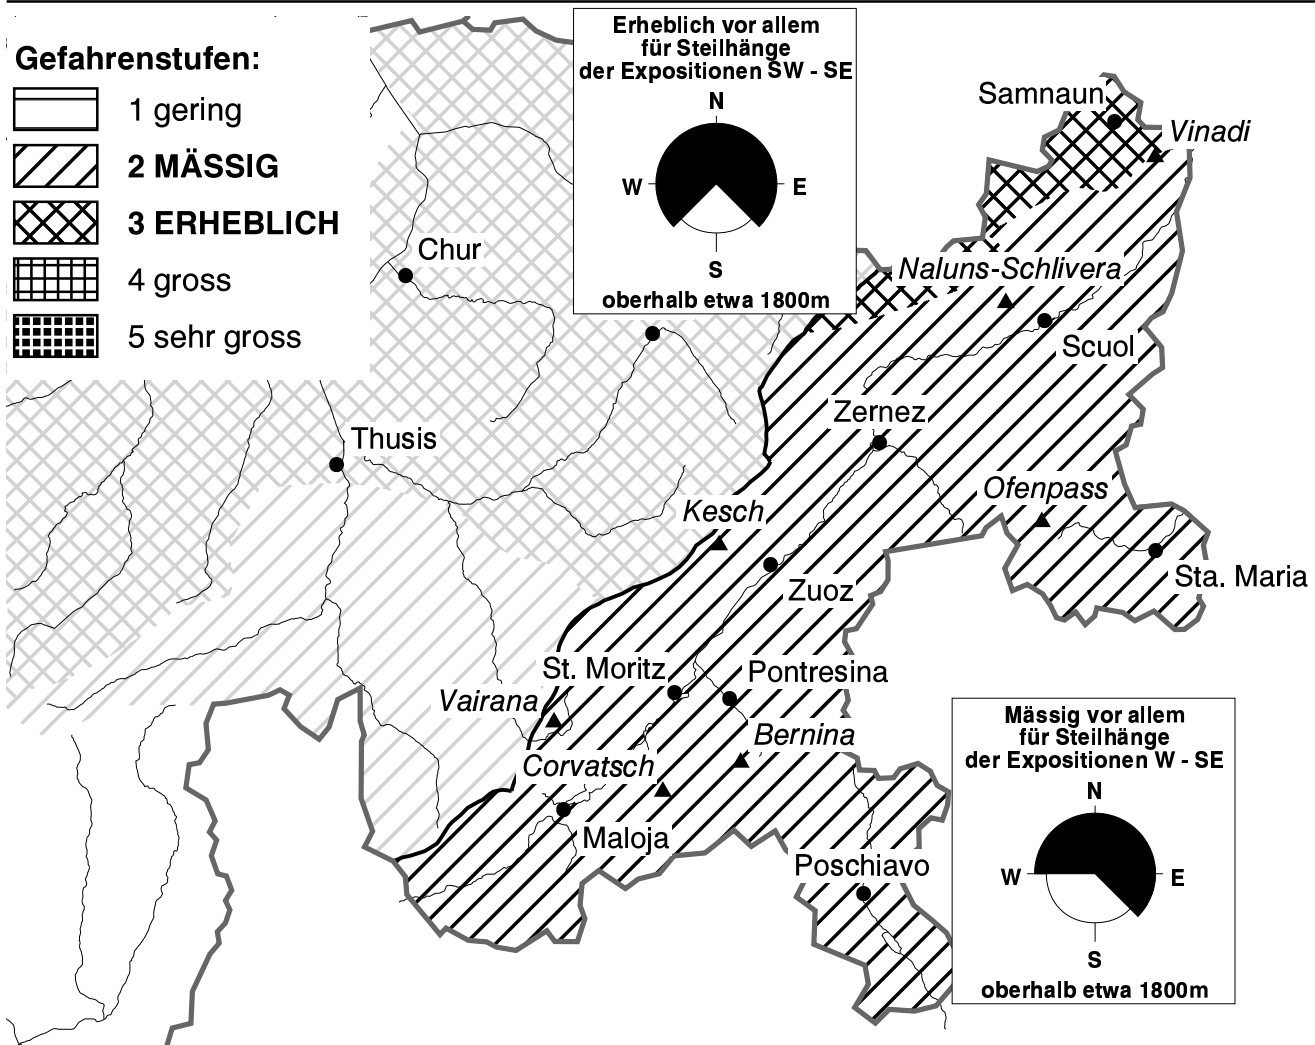 Gefahrenstufen:
1 gering
2 MÄSSIG
3 ERHEBLICH
4 gross
5 sehr gross
Erheblich vor allem
für Steilhänge
der Expositionen SW - SE
N
W
E
S
oberhalb etwa 1800m
Samnaun
Vinadi
Chur
Naluns-Schlivera
Scuol
Zernez
Thusis
Ofenpass
Kesch
Sta. Maria
Zuoz
St. Moritz
Pontresina
Vairana
Bernina
Corvatsch
Maloja
Poschiavo
Mässig vor allem
für Steilhänge
der Expositionen W - SE
N
W
E
S
oberhalb etwa 1800m